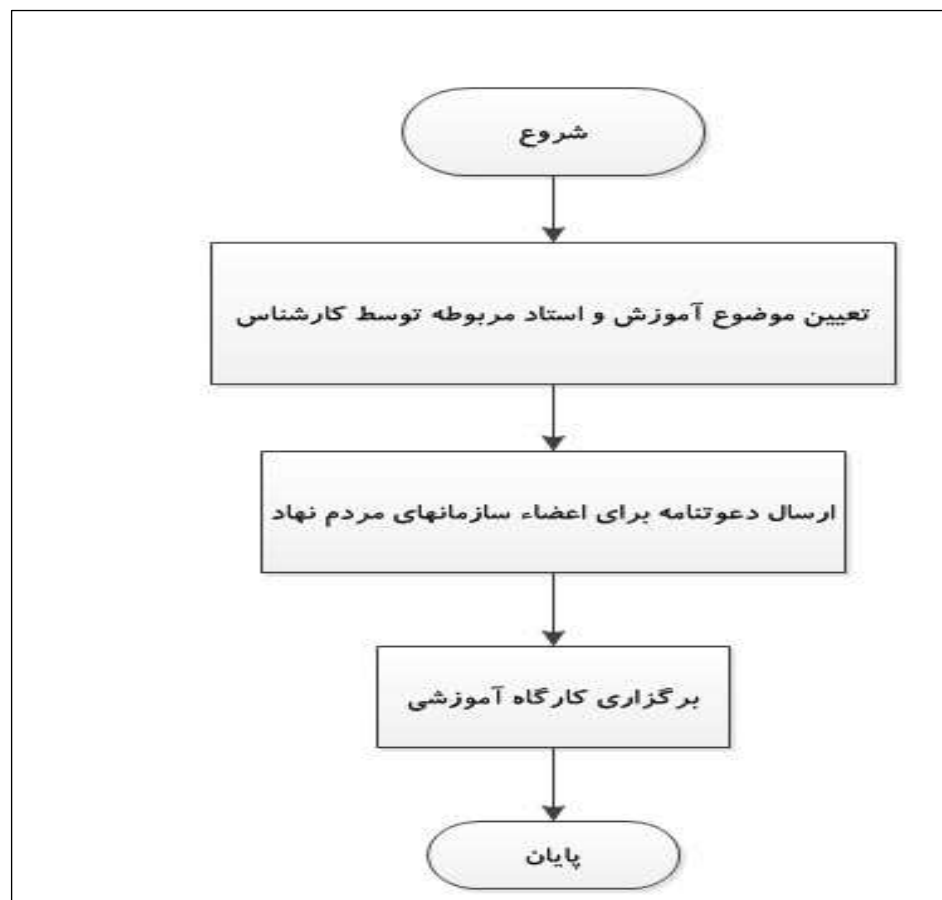 شروع
تعیین موضوع آموزش و استاد مربوطه توسط کارشناس
ارسال دعوتنامه برای اعضاء سازمانهای مردم نهاد
برگزاری کارگاه آموزشی
پایان